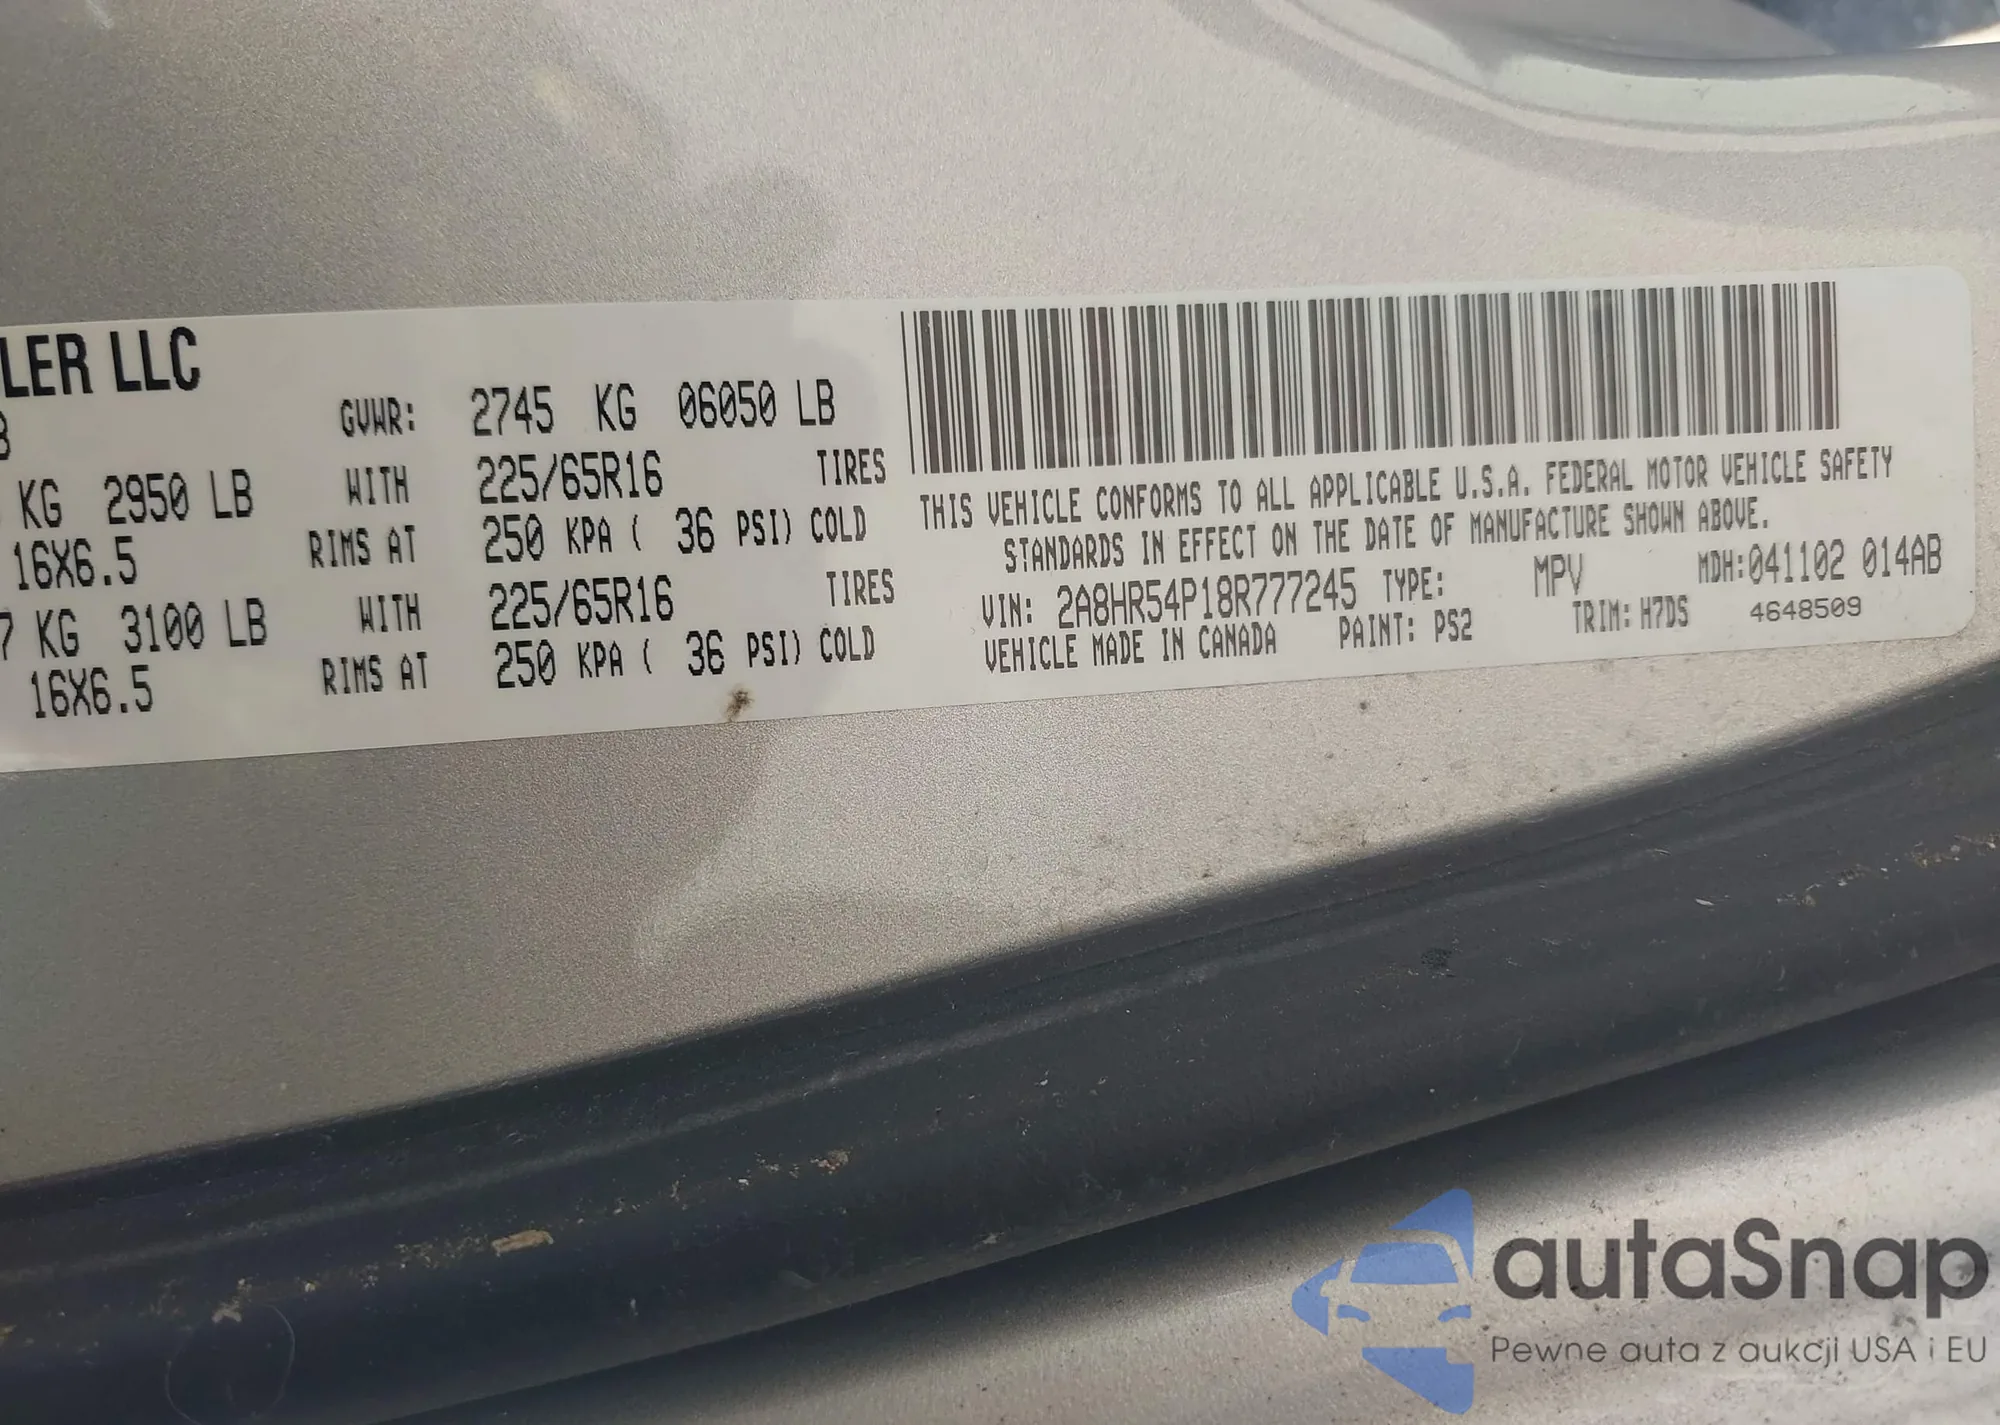 LER LLC
GVWR: 2745 KG 06050 LB
KG 2950 LB WITH 225/65R16 TIRES
16X6.5 RIMS AT 250 KPA ( 36 PSI) COLD
7 KG 3100 LB WITH 225/65R16 TIRES
16X6.5 RIMS AT 250 KPA ( 36 PSI) COLD
THIS VEHICLE CONFORMS TO ALL APPLICABLE U.S.A. FEDERAL MOTOR VEHICLE SAFETY
STANDARDS IN EFFECT ON THE DATE OF MANUFACTURE SHOWN ABOVE.
VIN: 2A8HR54P18R777245 TYPE: MPV MDH:041102 014AB
VEHICLE MADE IN CANADA PAINT: PS2 TRIM: H7DS 4648509
autaSnap
Pewne auta z aukcji USA i EU